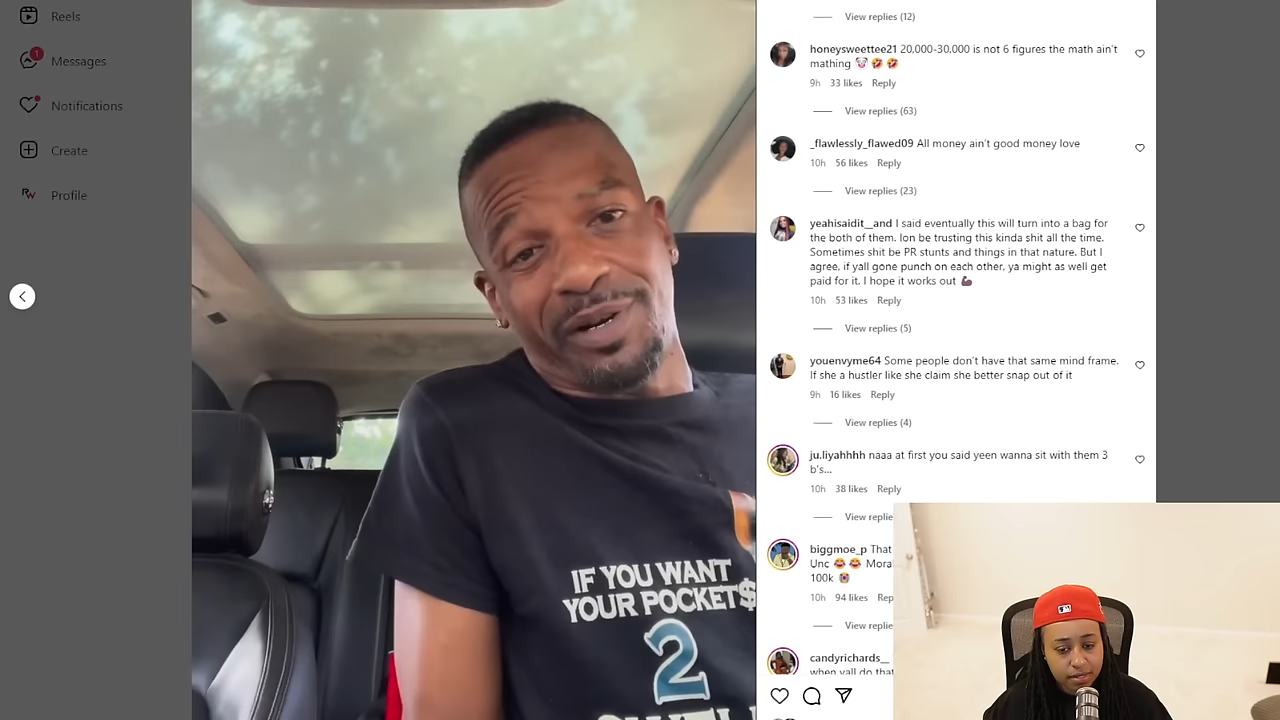 Reels
1
Messages
Notifications
Create
Profile
IF YOU WANT
YOUR POCKET$
2
View replies (12)
honeysweettee21 20,000-30,000 is not 6 figures the math ain't
mathing 🤡 🤣 🤣
9h 33 likes Reply
View replies (63)
_flawlessly_flawed09 All money ain't good money love
10h 56 likes Reply
View replies (23)
yeahisaidit__and I said eventually this will turn into a bag for
the both of them. Ion be trusting this kinda shit all the time.
Sometimes shit be PR stunts and things in that nature. But I
agree, if yall gone punch on each other, ya might as well get
paid for it. I hope it works out 💪🏿
10h 53 likes Reply
View replies (5)
youenvyme64 Some people don't have that same mind frame.
If she a hustler like she claim she better snap out of it
9h 16 likes Reply
View replies (4)
ju.liyahhhh naaa at first you said yeen wanna sit with them 3
b's...
10h 38 likes Reply
View replie
biggmoe_p That
Unc 😂 😂 Mora
100k 😭
10h 94 likes Rep
View replie
candyrichards__
when yall do that